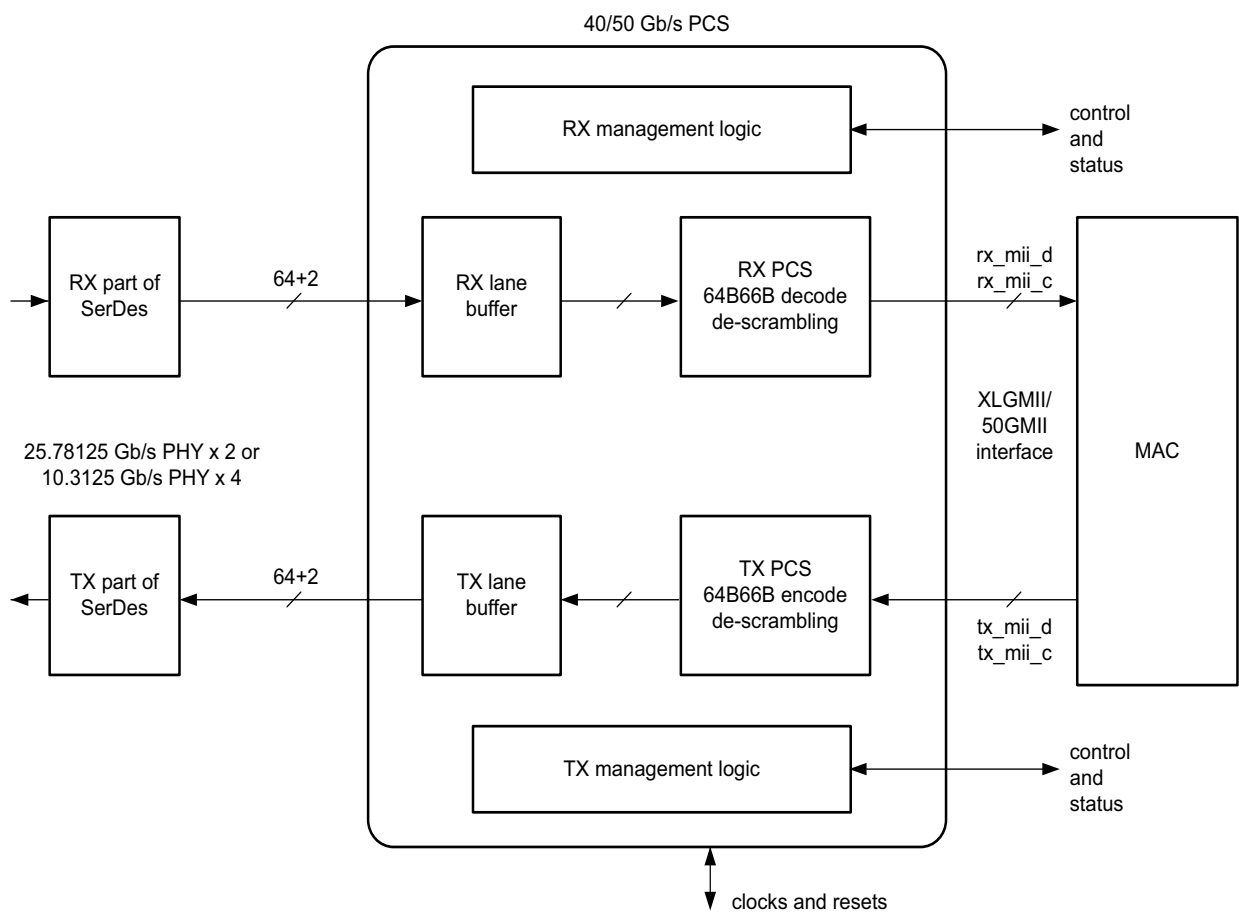 40/50 Gb/s PCS
RX management logic
control
and
status
RX part of
SerDes
64+2
RX lane
buffer
RX PCS
64B66B decode
de-scrambling
rx_mii_d
rx_mii_c
XLGMII/
50GMII
interface
MAC
25.78125 Gb/s PHY x 2 or
10.3125 Gb/s PHY x 4
TX part of
SerDes
64+2
TX lane
buffer
TX PCS
64B66B encode
de-scrambling
tx_mii_d
tx_mii_c
TX management logic
control
and
status
clocks and resets